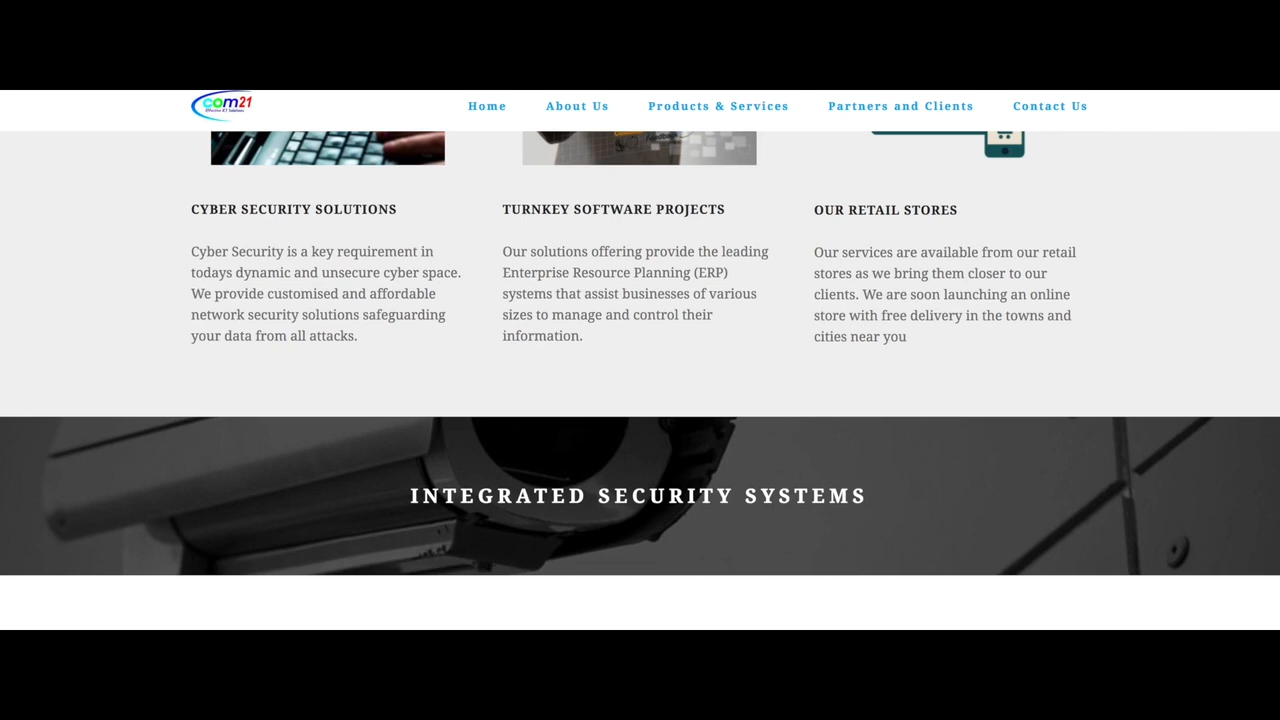 com21
Effective ICT Solutions
Home
About Us
Products & Services
Partners and Clients
Contact Us
CYBER SECURITY SOLUTIONS
Cyber Security is a key requirement in
todays dynamic and unsecure cyber space.
We provide customised and affordable
network security solutions safeguarding
your data from all attacks.
TURNKEY SOFTWARE PROJECTS
Our solutions offering provide the leading
Enterprise Resource Planning (ERP)
systems that assist businesses of various
sizes to manage and control their
information.
OUR RETAIL STORES
Our services are available from our retail
stores as we bring them closer to our
clients. We are soon launching an online
store with free delivery in the towns and
cities near you
INTEGRATED SECURITY SYSTEMS